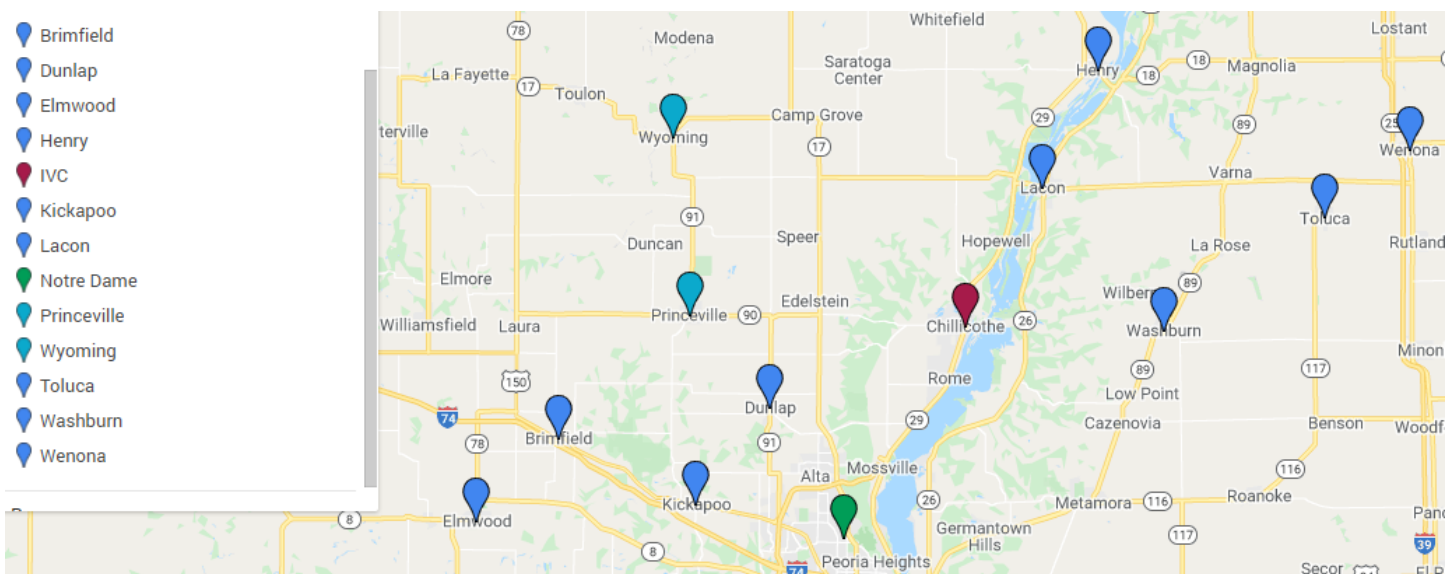 Brimfield
Dunlap
Elmwood
Henry
IVC
Kickapoo
Lacon
Notre Dame
Princeville
Wyoming
Toluca
Washburn
Wenona
Whitefield
Lostant
78
Modena
Saratoga
Center
18
Magnolia
Henry
18
La Fayette
17
Toulon
Camp Grove
29
89
25
terville
Wyoming
17
Wenona
Varna
Lacon
91
Toluca
Speer
Duncan
Hopewell
La Rose
Rutland
Elmore
89
Wilbern
Edelstein
Princeville
90
Williamsfield
Laura
Chillicothe
26
Washburn
Minon
Rome
150
89
117
Low Point
Dunlap
74
29
Cazenovia
Benson
Woodf
Brimfield
78
91
Alta
Mossville
116
Roanoke
Kickapoo
26
Metamora
116
Elmwood
8
Germantown
Hills
117
Pano
39
8
Peoria Heights
74
Secor
El P